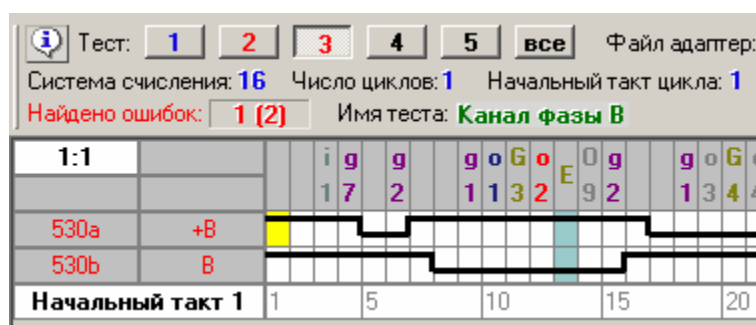 Тест: 1 2 3 4 5 все Файл адаптер:
Система счисления: 16 Число циклов: 1 Начальный такт цикла: 1
Найдено ошибок: 1 (2) Имя теста: Канал фазы В
1:1 i g g g o G o E O g g o G
1 7 2 1 1 3 2 9 2 1 3 4 4
530a +B
530b B
Начальный такт 1 1 5 10 15 20